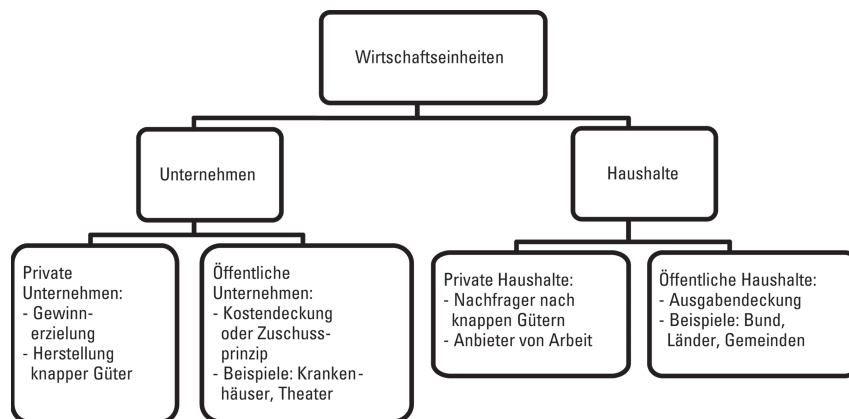 Wirtschaftseinheiten
Unternehmen
Haushalte
Private
Unternehmen:
- Gewinn-
erzielung
- Herstellung
knapper Güter
Öffentliche
Unternehmen:
- Kostendeckung
oder Zuschuss-
prinzip
- Beispiele: Kranken-
häuser, Theater
Private Haushalte:
- Nachfrager nach
knappen Gütern
- Anbieter von Arbeit
Öffentliche Haushalte:
- Ausgabendeckung
- Beispiele: Bund,
Länder, Gemeinden